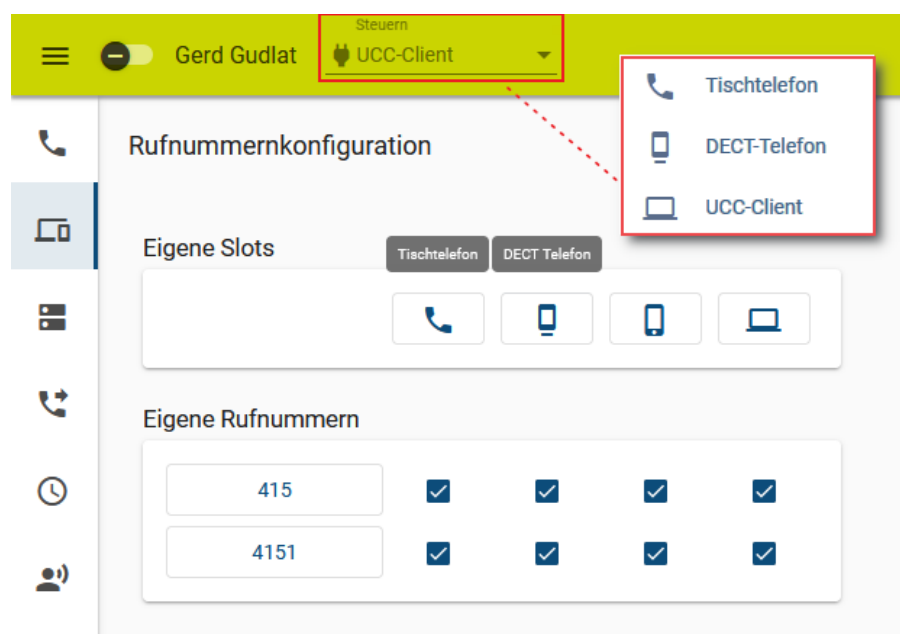 Steuern
Gerd Gudlat
UCC-Client
Tischtelefon
DECT-Telefon
UCC-Client
Rufnummernkonfiguration
Eigene Slots
Tischtelefon
DECT Telefon
Eigene Rufnummern
415
4151